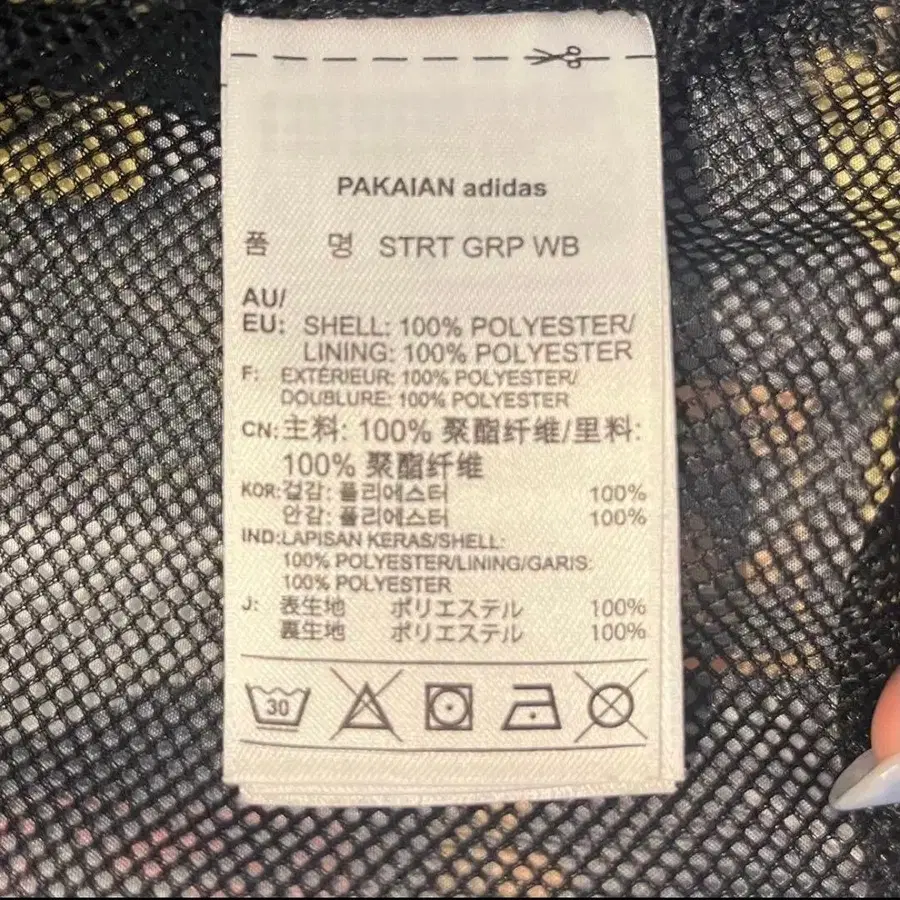 PAKAIAN adidas
품 명 STRT GRP WB
AU/
EU: SHELL: 100% POLYESTER/
LINING: 100% POLYESTER
F: EXTÉRIEUR: 100% POLYESTER/
DOUBLURE: 100% POLYESTER
CN: 主料: 100% 聚酯纤维/里料:
100% 聚酯纤维
KOR: 겉감: 폴리에스터 100%
안감: 폴리에스터 100%
IND: LAPISAN KERAS/SHELL:
100% POLYESTER/LINING/GARIS:
100% POLYESTER
J: 表生地 ポリエステル 100%
裏生地 ポリエステル 100%
30